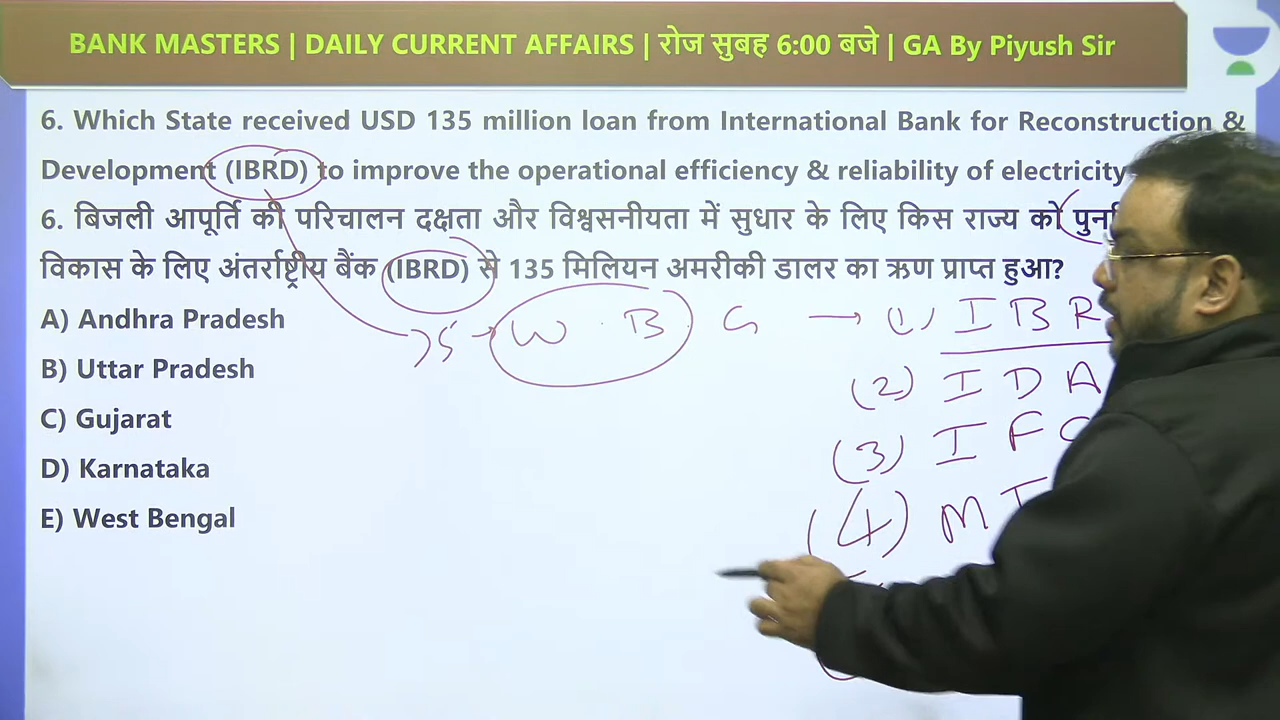 BANK MASTERS | DAILY CURRENT AFFAIRS | रोज सुबह 6:00 बजे | GA By Piyush Sir
6. Which State received USD 135 million loan from International Bank for Reconstruction &
Development (IBRD) to improve the operational efficiency & reliability of electricity
6. बिजली आपूर्ति की परिचालन दक्षता और विश्वसनीयता में सुधार के लिए किस राज्य को
विकास के लिए अंतर्राष्ट्रीय बैंक (IBRD) से 135 मिलियन अमरीकी डालर का ऋण प्राप्त हुआ?
A) Andhra Pradesh
B) Uttar Pradesh
C) Gujarat
D) Karnataka
E) West Bengal
W B G → (1) IBR
(2) IDA
(3) IFC
(4) MI